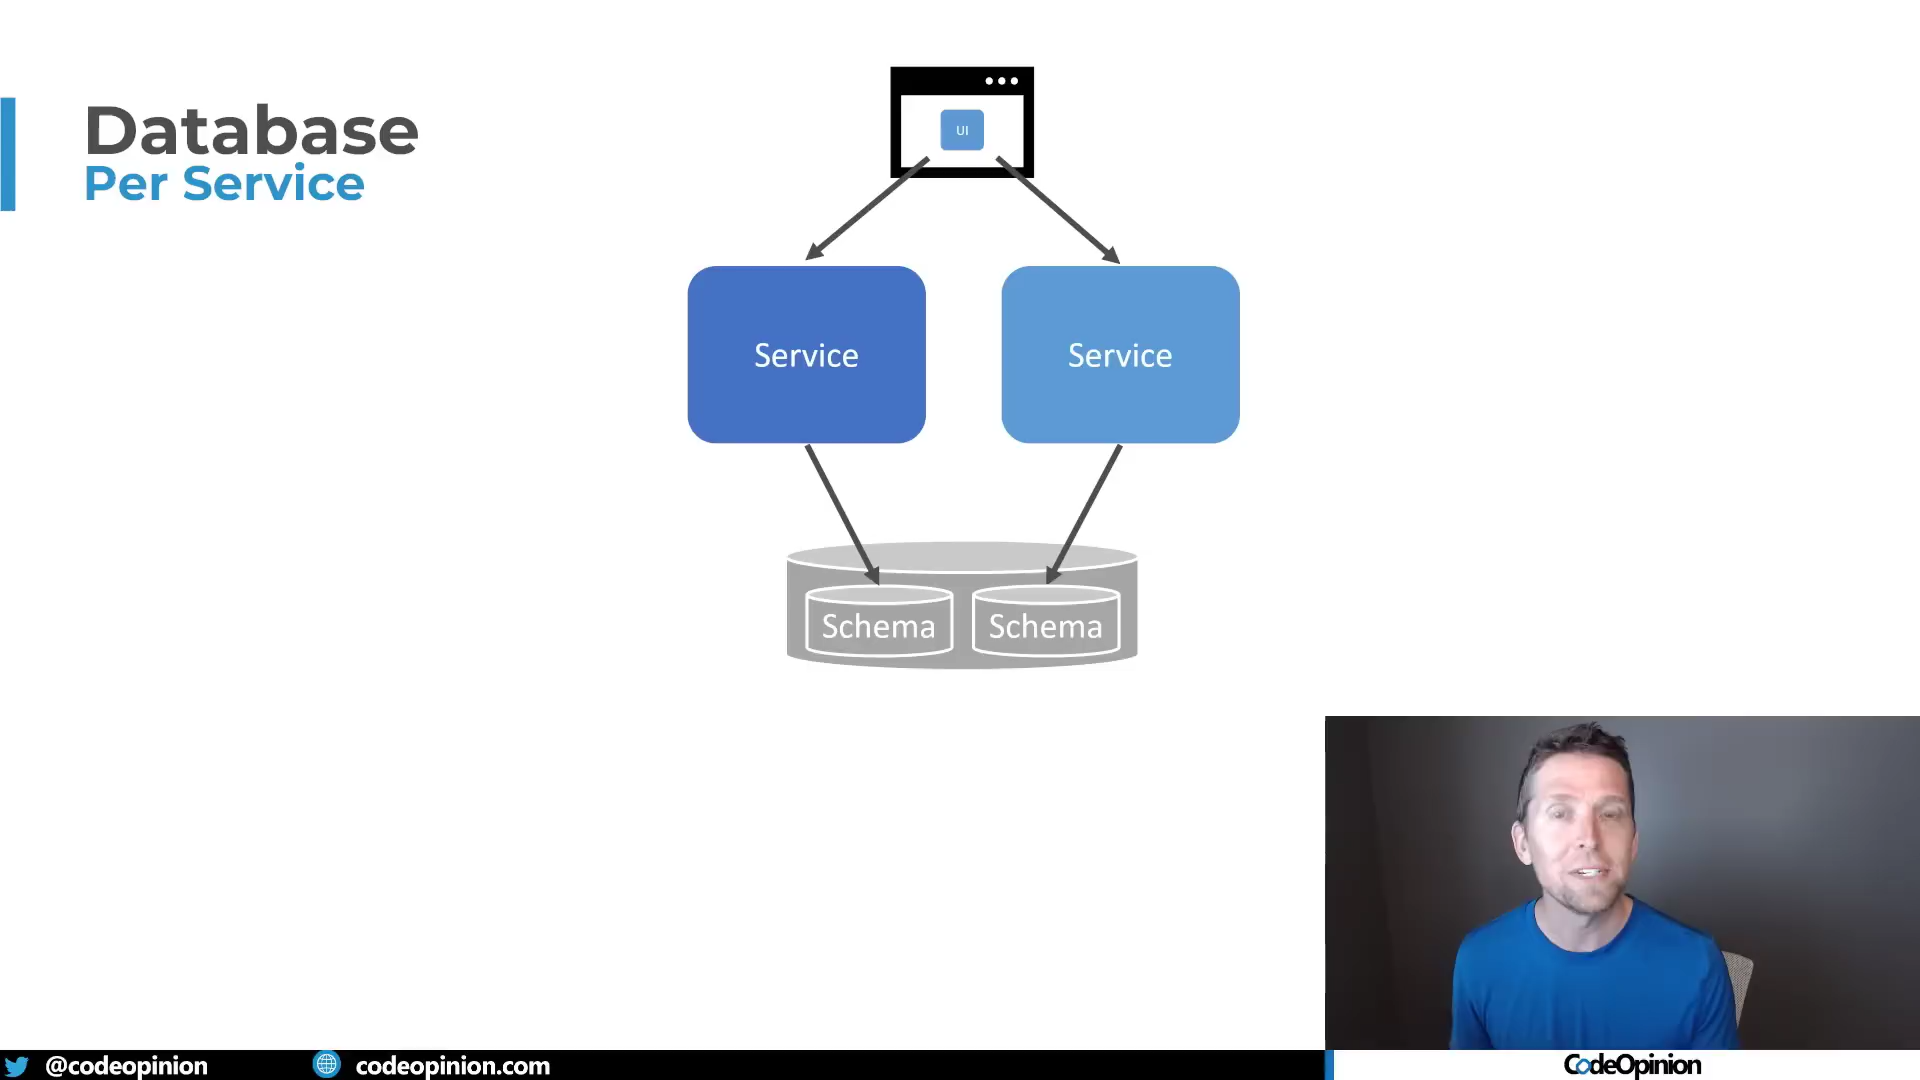 Database
Per Service
UI
Service
Service
Schema
Schema
@codeopinion
codeopinion.com
CodeOpinion